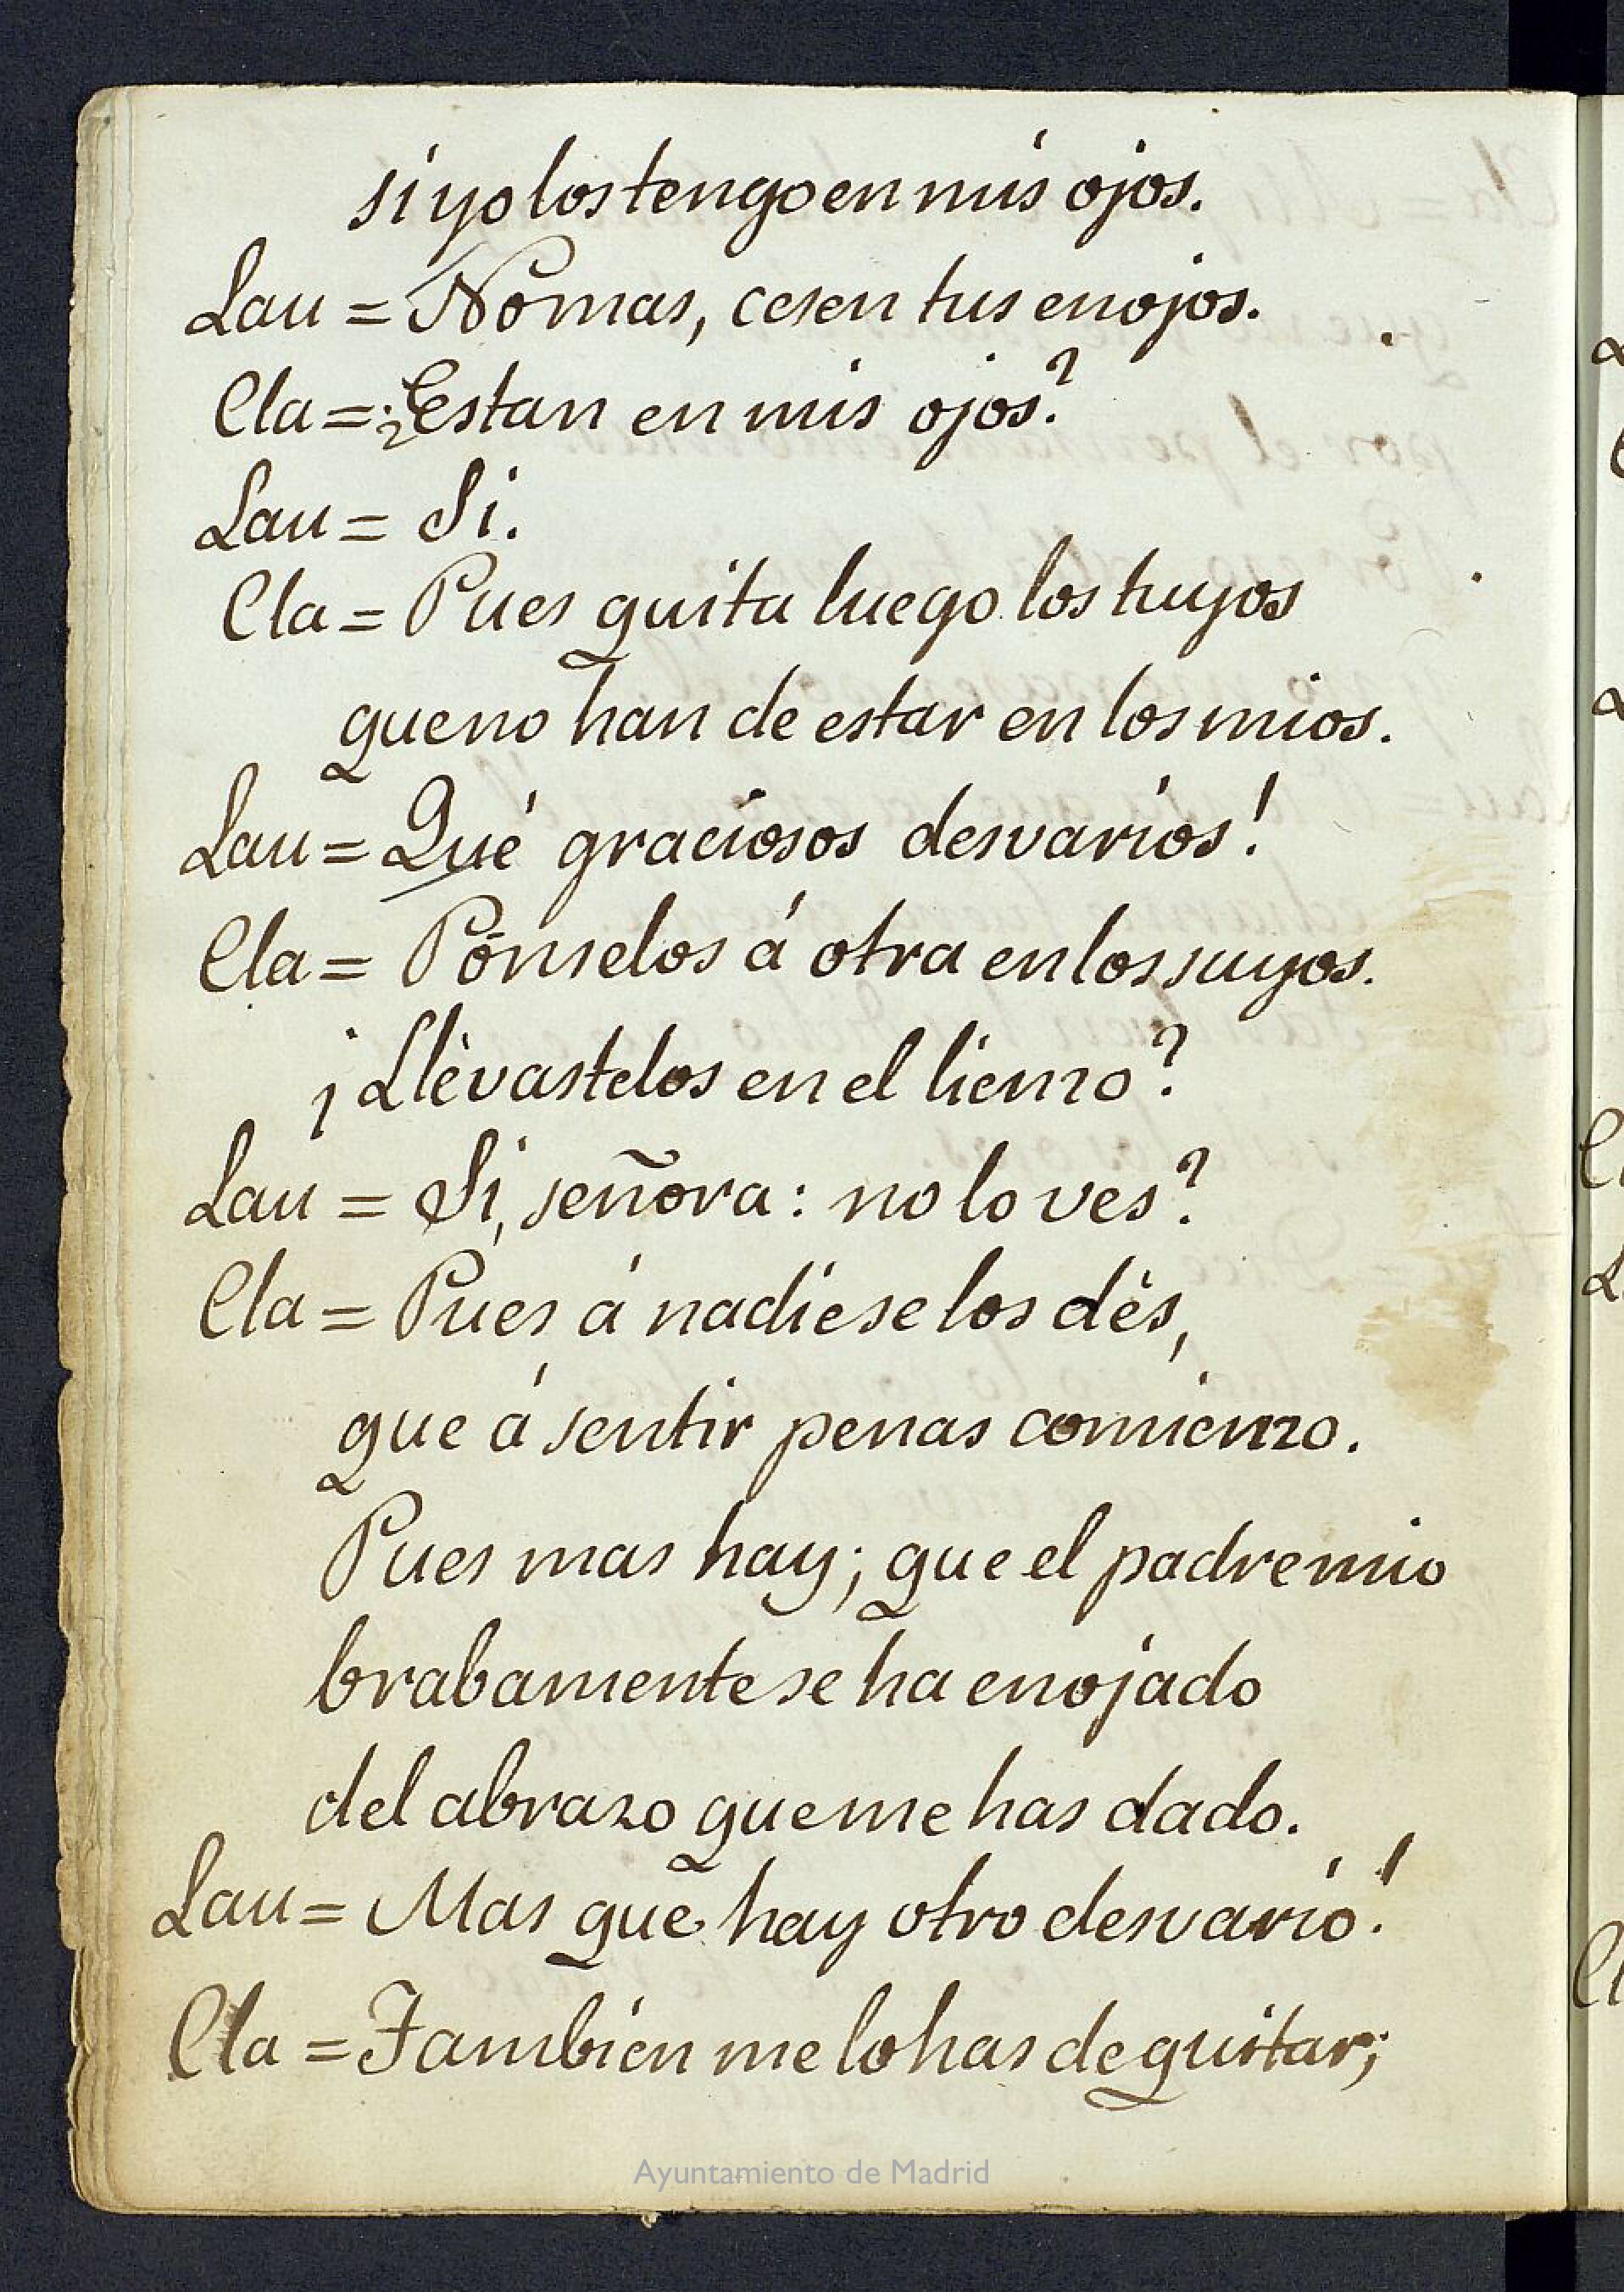 si yo los tengo en mis ojos.
Lau = No mas, cesen tus enojos.
Cla = ¿Estan en mis ojos?
Lau = Si.
Cla = Pues quita luego los tuyos
que no han de estar en los mios.
Lau = Qué graciosos desvarios!
Cla = Pónselos á otra en los suyos.
¿Llévastelos en el lienzo?
Lau = Si, señora: no lo ves?
Cla = Pues á nadie se los dés,
que á sentir penas comienzo.
Pues mas hay; que el padre mio
brabamente se ha enojado
del abrazo que me has dado.
Lau = Mas que hay otro desvario!
Cla = Tambien me lo has de quitar;
Ayuntamiento de Madrid